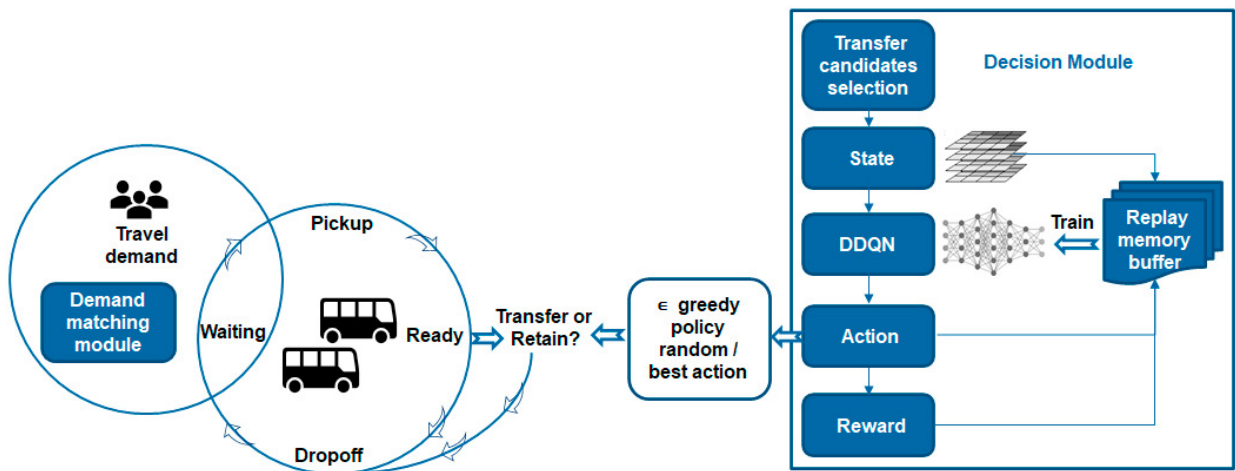 Travel
demand
Demand
matching
module
Waiting
Pickup
Ready
Dropoff
Transfer or
Retain?
ϵ greedy
policy
random /
best action
Decision Module
Transfer
candidates
selection
State
DDQN
Train
Replay
memory
buffer
Action
Reward